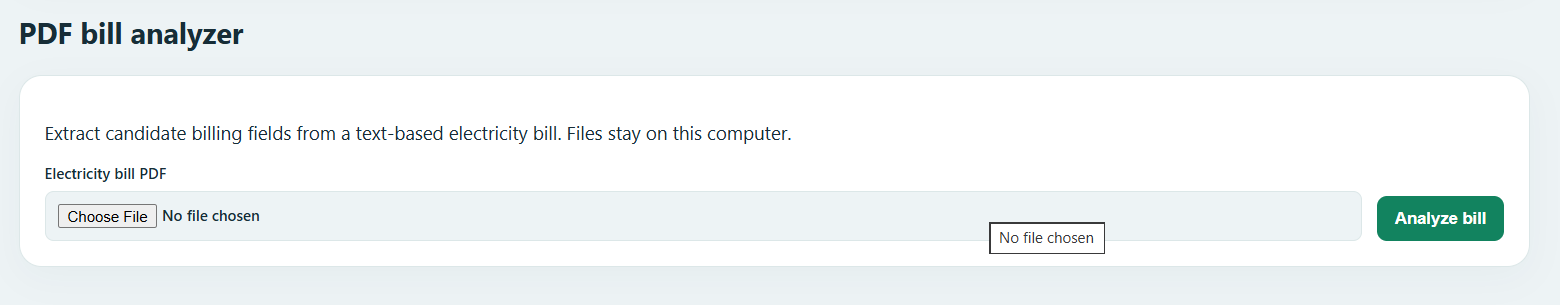 PDF bill analyzer
Extract candidate billing fields from a text-based electricity bill. Files stay on this computer.
Electricity bill PDF
Choose File No file chosen
Analyze bill
No file chosen